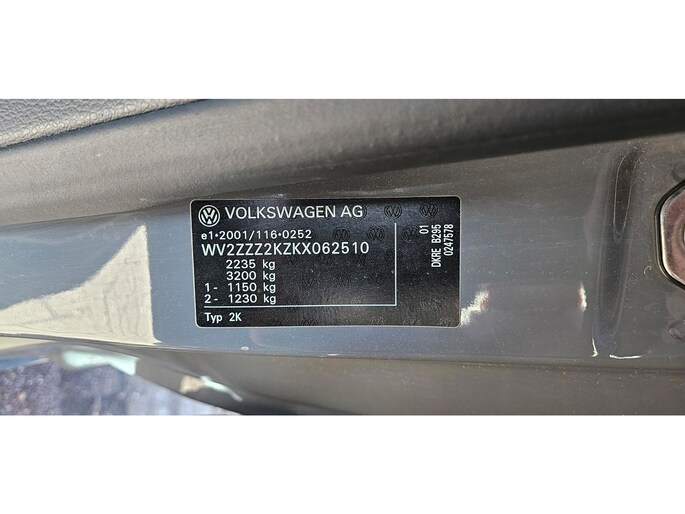 VOLKSWAGEN AG
e1*2001/116*0252
WV2ZZZ2KZKX062510
2235 kg
3200 kg
1- 1150 kg
2- 1230 kg
Typ 2K
01
DKRE B295
0247578